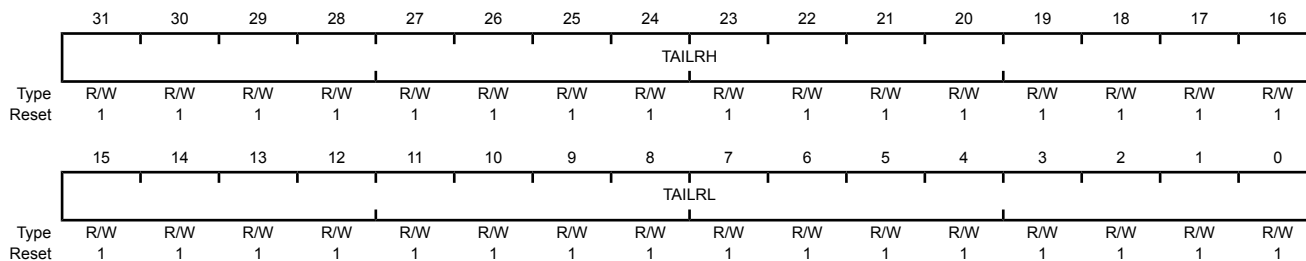 31 30 29 28 27 26 25 24 23 22 21 20 19 18 17 16
TAILRH
Type R/W R/W R/W R/W R/W R/W R/W R/W R/W R/W R/W R/W R/W R/W R/W R/W
Reset 1 1 1 1 1 1 1 1 1 1 1 1 1 1 1 1
15 14 13 12 11 10 9 8 7 6 5 4 3 2 1 0
TAILRL
Type R/W R/W R/W R/W R/W R/W R/W R/W R/W R/W R/W R/W R/W R/W R/W R/W
Reset 1 1 1 1 1 1 1 1 1 1 1 1 1 1 1 1